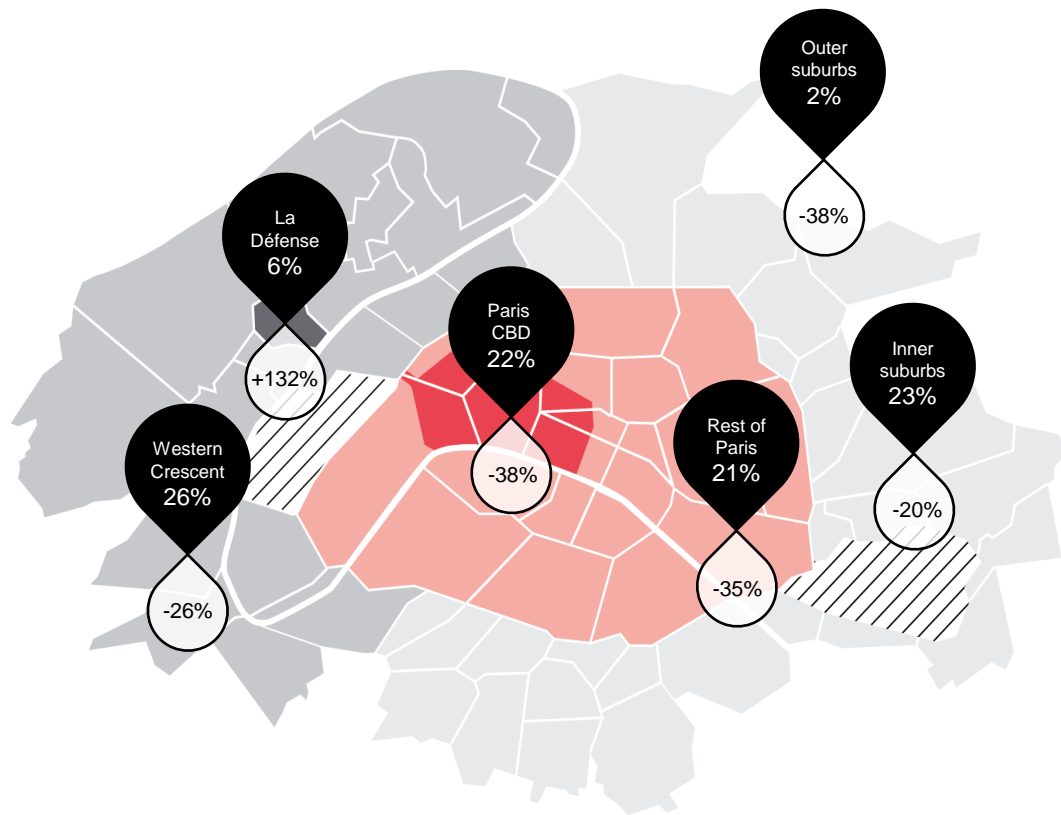 Outer
suburbs
2%
-38%
La
Défense
6%
+132%
Paris
CBD
22%
-38%
Inner
suburbs
23%
-20%
Western
Crescent
26%
-26%
Rest of
Paris
21%
-35%